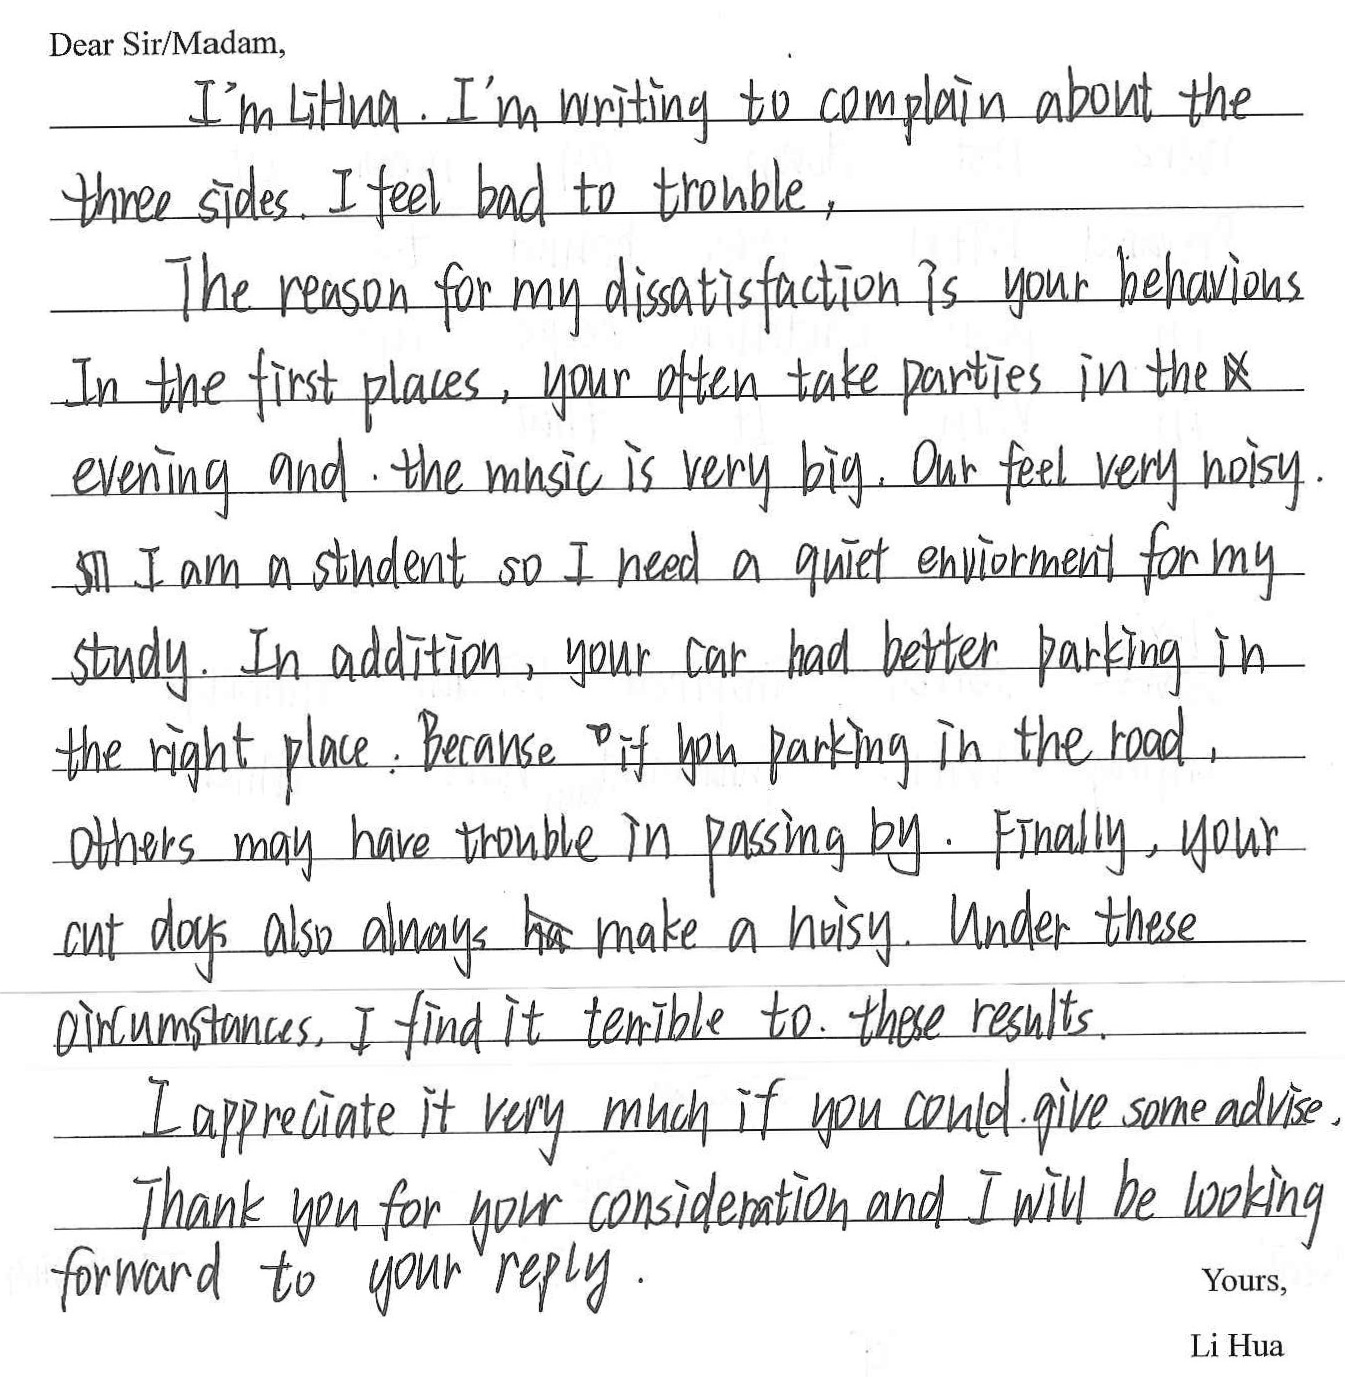 Dear Sir/Madam,
I'm LiHua. I'm writing to complain about the
three sides. I feel bad to trouble,
The reason for my dissatisfaction is your behavious
In the first places, your often take parties in the
evening and. the music is very big. Our feel very noisy.
I am a student so I need a quiet enviorment for my
study. In addition, your car had better parking in
the right place. Because if you parking in the road,
others may have trouble in passing by. Finally, your
cut dogs also always make a noisy. Under these
circumstances, I find it terrible to. these results.
I appreciate it very much if you could. give some advise.
Thank you for your consideration and I will be looking
forward to your reply.
Yours,
Li Hua